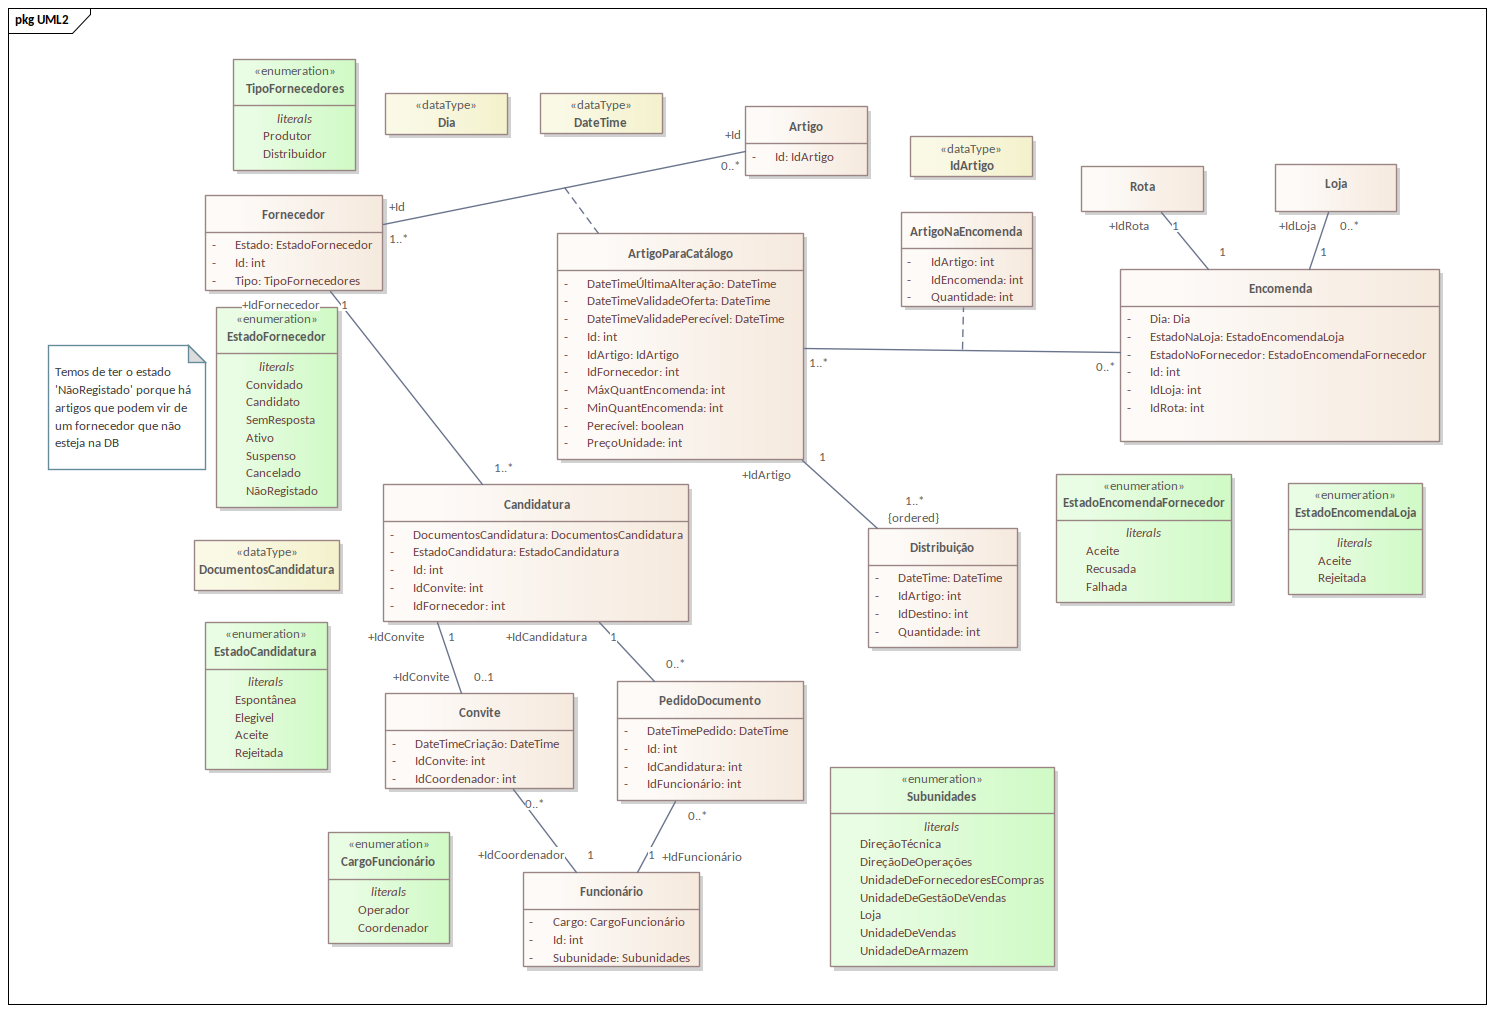 pkg UML2
«enumeration»
TipoFornecedores
literals
Produtor
Distribuidor
«dataType»
Dia
«dataType»
DateTime
Artigo
- Id: IdArtigo
+Id
0..*
«dataType»
IdArtigo
Rota
Loja
+IdRota
1
1
+IdLoja
0..*
1
Fornecedor
- Estado: EstadoFornecedor
- Id: int
- Tipo: TipoFornecedores
+Id
1..*
+IdFornecedor
1
ArtigoParaCatálogo
- DateTimeÚltimaAlteração: DateTime
- DateTimeValidadeOferta: DateTime
- DateTimeValidadePerecível: DateTime
- Id: int
- IdArtigo: IdArtigo
- IdFornecedor: int
- MáxQuantEncomenda: int
- MinQuantEncomenda: int
- Perecível: boolean
- PreçoUnidade: int
ArtigoNaEncomenda
- IdArtigo: int
- IdEncomenda: int
- Quantidade: int
1..*
0..*
Encomenda
- Dia: Dia
- EstadoNaLoja: EstadoEncomendaLoja
- EstadoNoFornecedor: EstadoEncomendaFornecedor
- Id: int
- IdLoja: int
- IdRota: int
«enumeration»
EstadoFornecedor
literals
Convidado
Candidato
SemResposta
Ativo
Suspenso
Cancelado
NãoRegistado
Temos de ter o estado
'NãoRegistado' porque há
artigos que podem vir de
um fornecedor que não
esteja na DB
1..*
+IdArtigo
1
1..*
{ordered}
Candidatura
- DocumentosCandidatura: DocumentosCandidatura
- EstadoCandidatura: EstadoCandidatura
- Id: int
- IdConvite: int
- IdFornecedor: int
Distribuição
- DateTime: DateTime
- IdArtigo: int
- IdDestino: int
- Quantidade: int
«enumeration»
EstadoEncomendaFornecedor
literals
Aceite
Recusada
Falhada
«enumeration»
EstadoEncomendaLoja
literals
Aceite
Rejeitada
«dataType»
DocumentosCandidatura
«enumeration»
EstadoCandidatura
literals
Espontânea
Elegivel
Aceite
Rejeitada
+IdConvite
1
+IdCandidatura
1
+IdConvite
0..1
0..*
Convite
- DateTimeCriação: DateTime
- IdConvite: int
- IdCoordenador: int
PedidoDocumento
- DateTimePedido: DateTime
- Id: int
- IdCandidatura: int
- IdFuncionário: int
0..*
0..*
+IdCoordenador
1
1
+IdFuncionário
«enumeration»
CargoFuncionário
literals
Operador
Coordenador
Funcionário
- Cargo: CargoFuncionário
- Id: int
- Subunidade: Subunidades
«enumeration»
Subunidades
literals
DireçãoTécnica
DireçãoDeOperações
UnidadeDeFornecedoresECompras
UnidadeDeGestãoDeVendas
Loja
UnidadeDeVendas
UnidadeDeArmazem